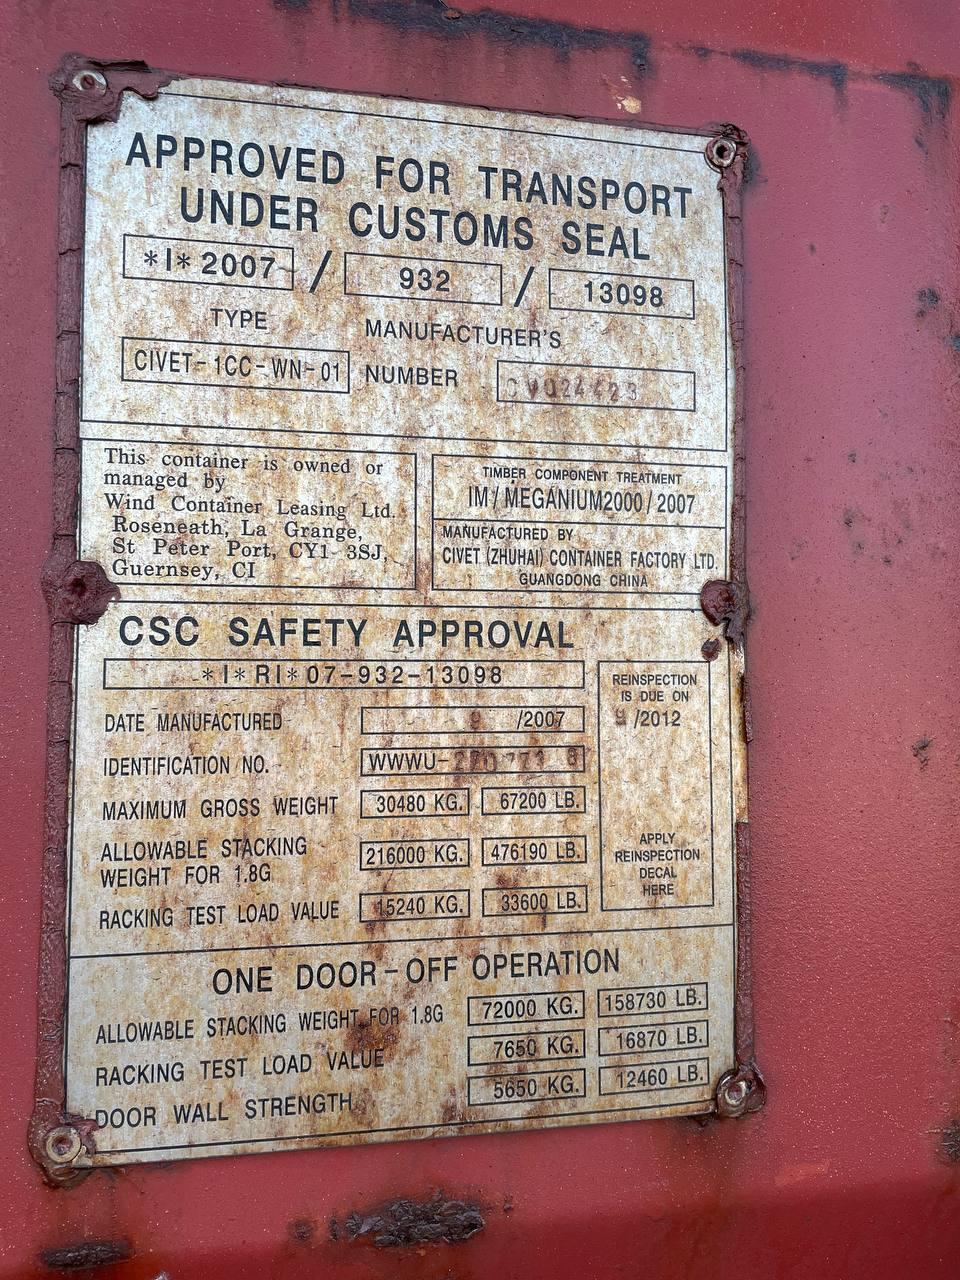 APPROVED FOR TRANSPORT
UNDER CUSTOMS SEAL
*I* 2007 / 932 / 13098
TYPE
CIVET-1CC-WN-01
MANUFACTURER'S
NUMBER
This container is owned or
managed by
Wind Container Leasing Ltd.
Roseneath, La Grange,
St Peter Port, CY1 3SJ,
Guernsey, CI
TIMBER COMPONENT TREATMENT
IM/MEGANIUM2000/2007
MANUFACTURED BY
CIVET (ZHUHAI) CONTAINER FACTORY LTD.
GUANGDONG CHINA
CSC SAFETY APPROVAL
*I*RI*07-932-13098
DATE MANUFACTURED 9 /2007
IDENTIFICATION NO. WWWU-
MAXIMUM GROSS WEIGHT 30480 KG. 67200 LB.
ALLOWABLE STACKING
WEIGHT FOR 1.8G 216000 KG. 476190 LB.
RACKING TEST LOAD VALUE 15240 KG. 33600 LB.
REINSPECTION
IS DUE ON
9 /2012
APPLY
REINSPECTION
DECAL
HERE
ONE DOOR-OFF OPERATION
ALLOWABLE STACKING WEIGHT FOR 1.8G 72000 KG. 158730 LB.
RACKING TEST LOAD VALUE 7650 KG. 16870 LB.
DOOR WALL STRENGTH 5650 KG. 12460 LB.